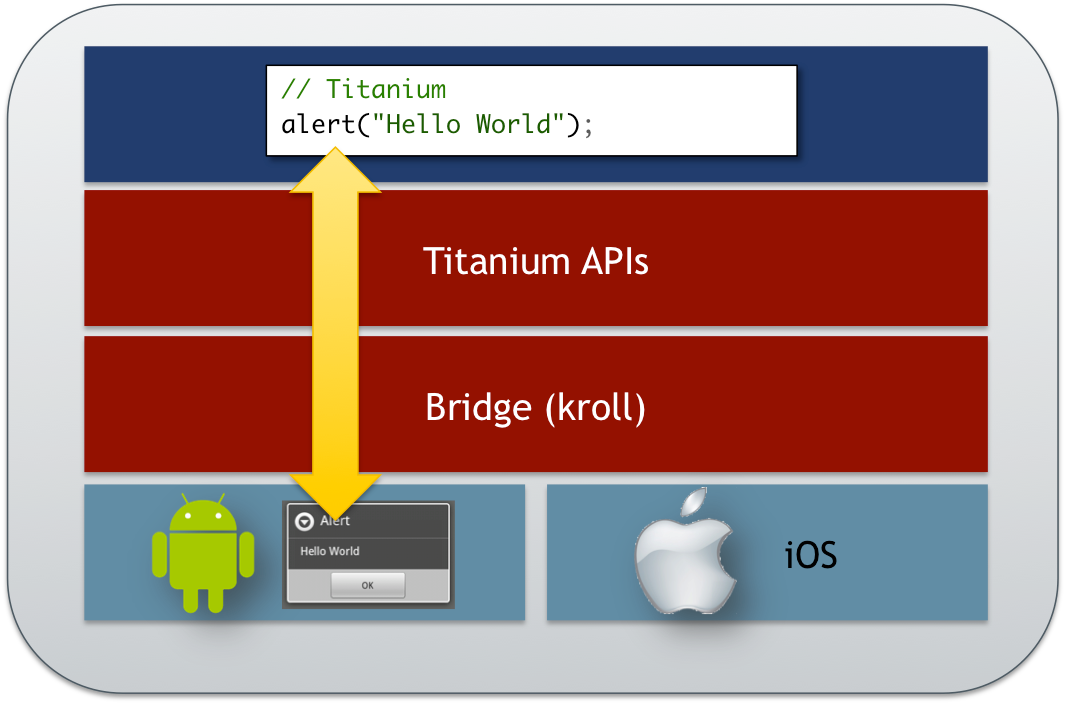 // Titanium
alert("Hello World");
Titanium APIs
Bridge (kroll)
Alert
Hello World
OK
iOS